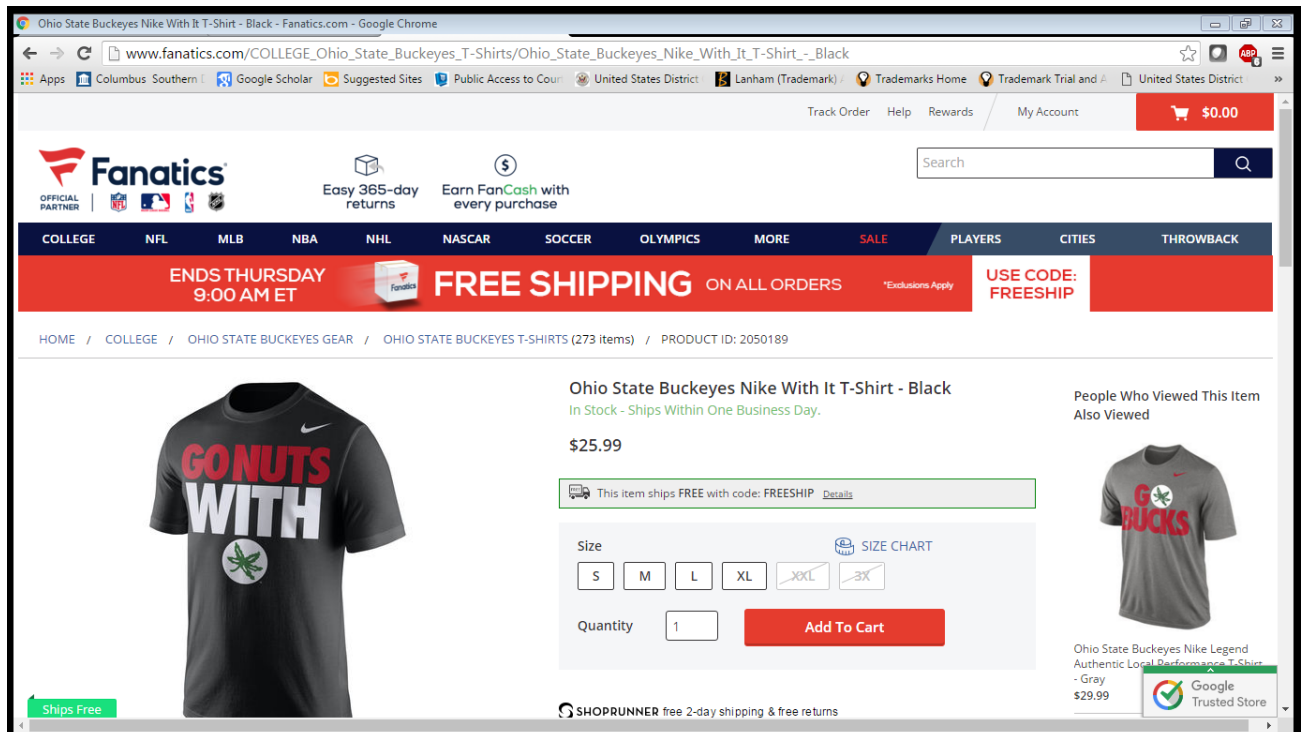 Ohio State Buckeyes Nike With It T-Shirt - Black - Fanatics.com - Google Chrome
www.fanatics.com/COLLEGE_Ohio_State_Buckeyes_T-Shirts/Ohio_State_Buckeyes_Nike_With_It_T-Shirt_-_Black
ABP 6
Apps Columbus Southern Google Scholar Suggested Sites Public Access to Cour United States District Lanham (Trademark) A Trademarks Home Trademark Trial and A United States District »
Track Order Help Rewards My Account $0.00
Fanatics
OFFICIAL PARTNER
NFL
Easy 365-day returns
$
Earn FanCash with every purchase
Search
COLLEGE NFL MLB NBA NHL NASCAR SOCCER OLYMPICS MORE SALE PLAYERS CITIES THROWBACK
ENDS THURSDAY
9:00 AM ET
Fanatics
FREE SHIPPING ON ALL ORDERS *Exclusions Apply
USE CODE:
FREESHIP
HOME / COLLEGE / OHIO STATE BUCKEYES GEAR / OHIO STATE BUCKEYES T-SHIRTS (273 items) / PRODUCT ID: 2050189
GO NUTS
WITH
Ships Free
Ohio State Buckeyes Nike With It T-Shirt - Black
In Stock - Ships Within One Business Day.
$25.99
This item ships FREE with code: FREESHIP Details
Size SIZE CHART
S M L XL XXL 3X
Quantity 1 Add To Cart
SHOPRUNNER free 2-day shipping & free returns
People Who Viewed This Item
Also Viewed
GO
BUCKS
Ohio State Buckeyes Nike Legend
Authentic Local Performance T-Shirt
- Gray
$29.99
Google
Trusted Store